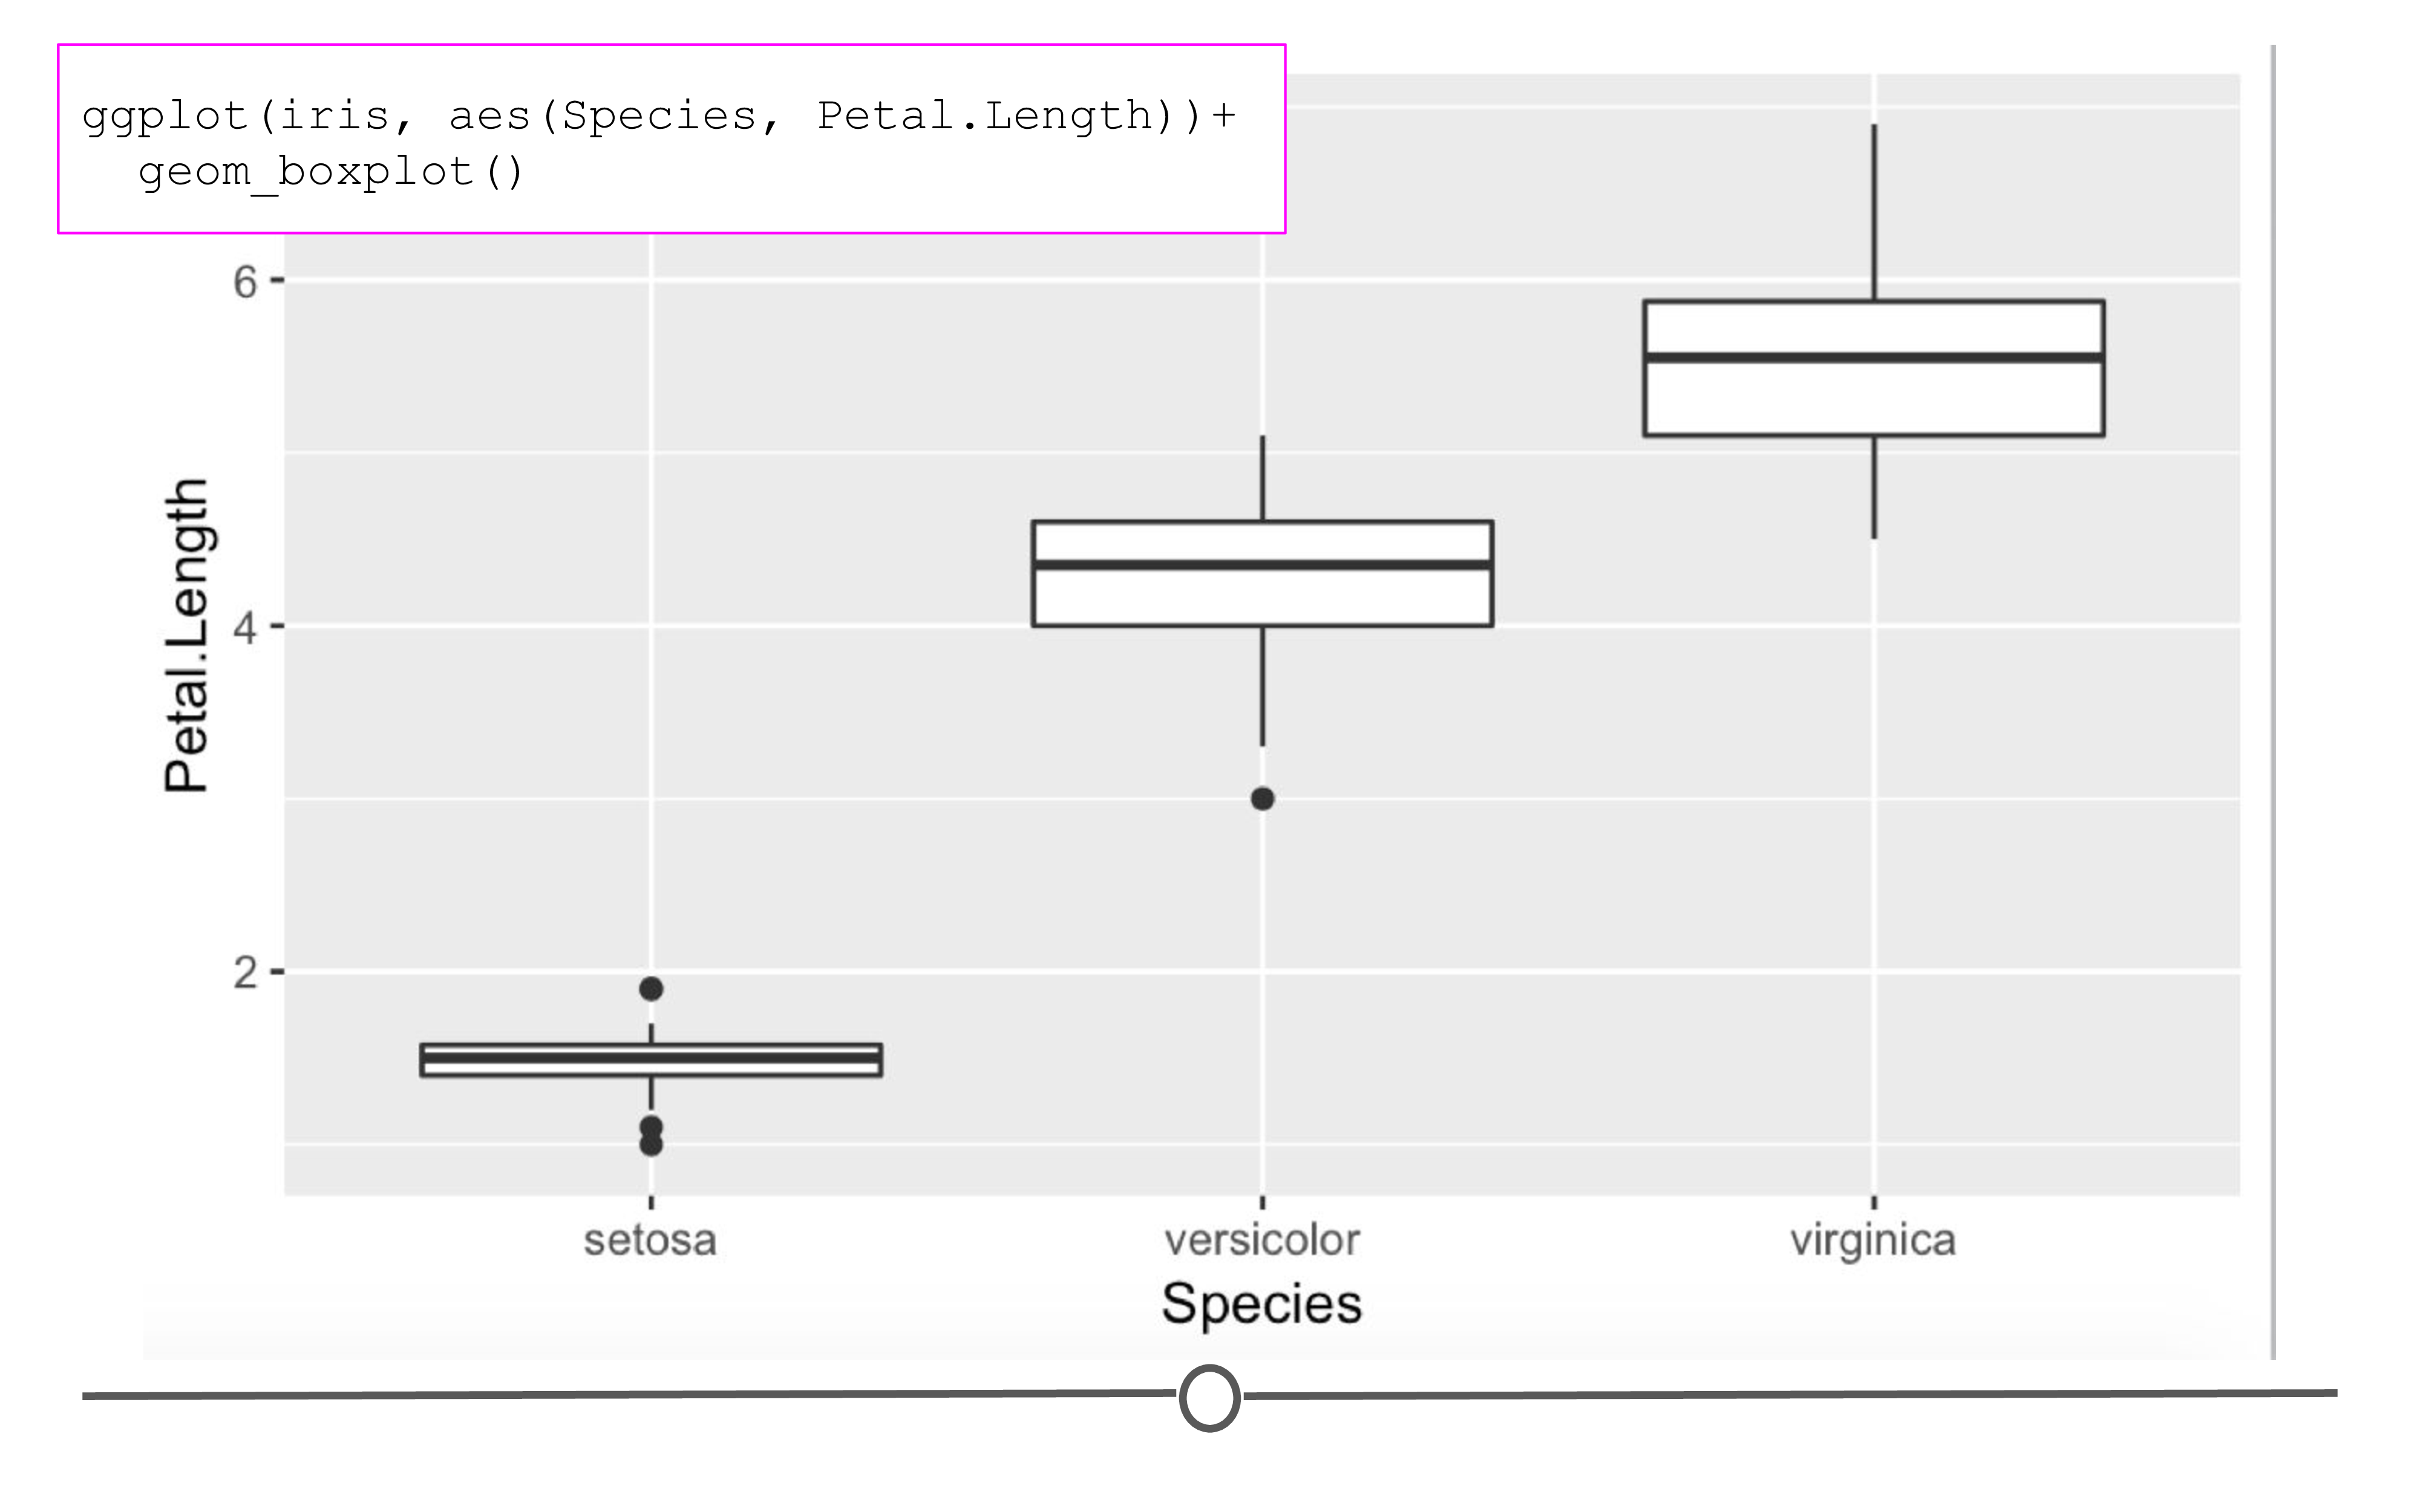 ggplot(iris, aes(Species, Petal.Length))+
  geom_boxplot()
6
4
2
Petal.Length
setosa
versicolor
virginica
Species